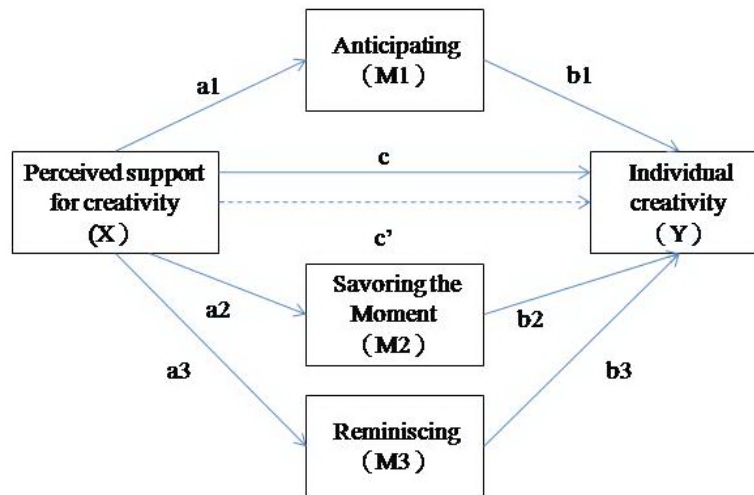 Anticipating
（M1）
a1
b1
c
Perceived support
for creativity
(X）
Individual
creativity
（Y）
c’
Savoring the
Moment
（M2）
a2
b2
a3
b3
Reminiscing
（M3）